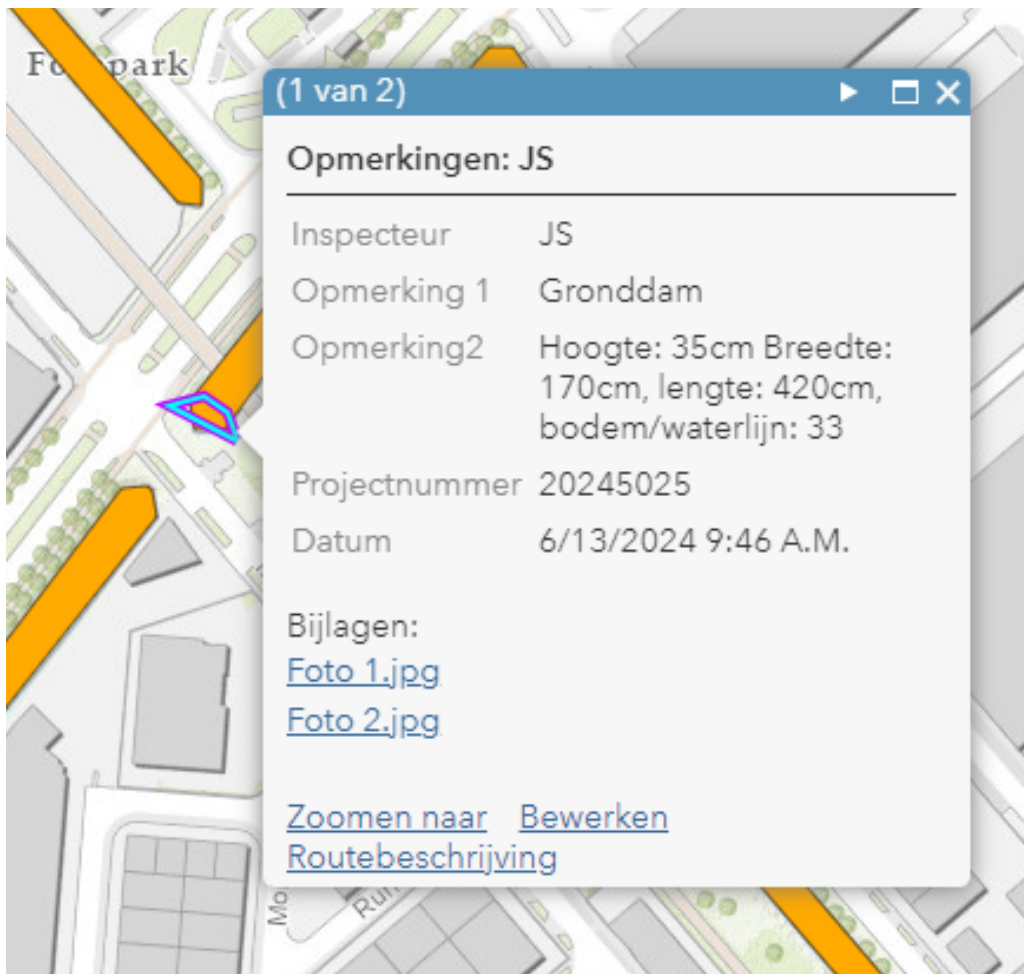 park
(1 van 2)
Opmerkingen: JS
Inspecteur JS
Opmerking 1 Gronddam
Opmerking2 Hoogte: 35cm Breedte:
170cm, lengte: 420cm,
bodem/waterlijn: 33
Projectnummer 20245025
Datum 6/13/2024 9:46 A.M.
Bijlagen:
Foto 1.jpg
Foto 2.jpg
Zoomen naar Bewerken
Routebeschrijving